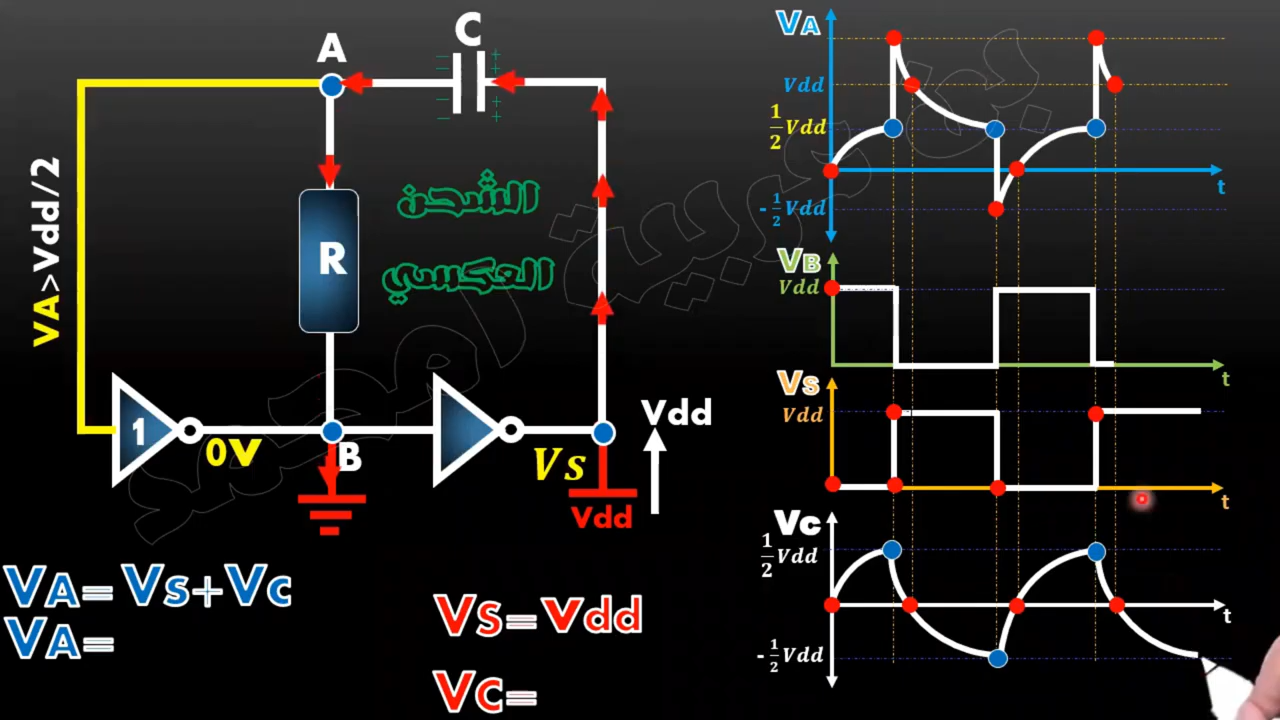 A
C
VA>Vdd/2
R
الشحن
العكسي
1
0V
B
Vs
Vdd
Vdd
VA=Vs+Vc
VA=
Vs=Vdd
Vc=
VA
Vdd
1/2 Vdd
-1/2 Vdd
t
VB
Vdd
t
Vs
Vdd
t
Vc
1/2 Vdd
-1/2 Vdd
t